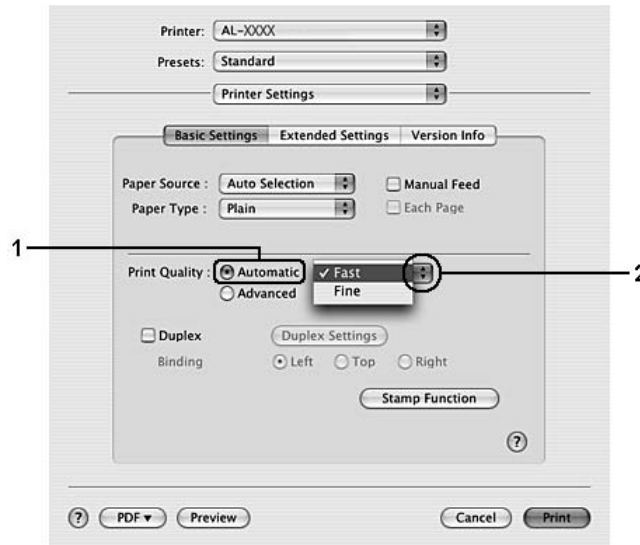 Printer: AL-XXXX
Presets: Standard
Printer Settings
Basic Settings Extended Settings Version Info
Paper Source : Auto Selection Manual Feed
Paper Type : Plain Each Page
1
Print Quality : Automatic ✓ Fast 2
Advanced Fine
Duplex Duplex Settings
Binding Left Top Right
Stamp Function
?
? PDF ▼ Preview Cancel Print